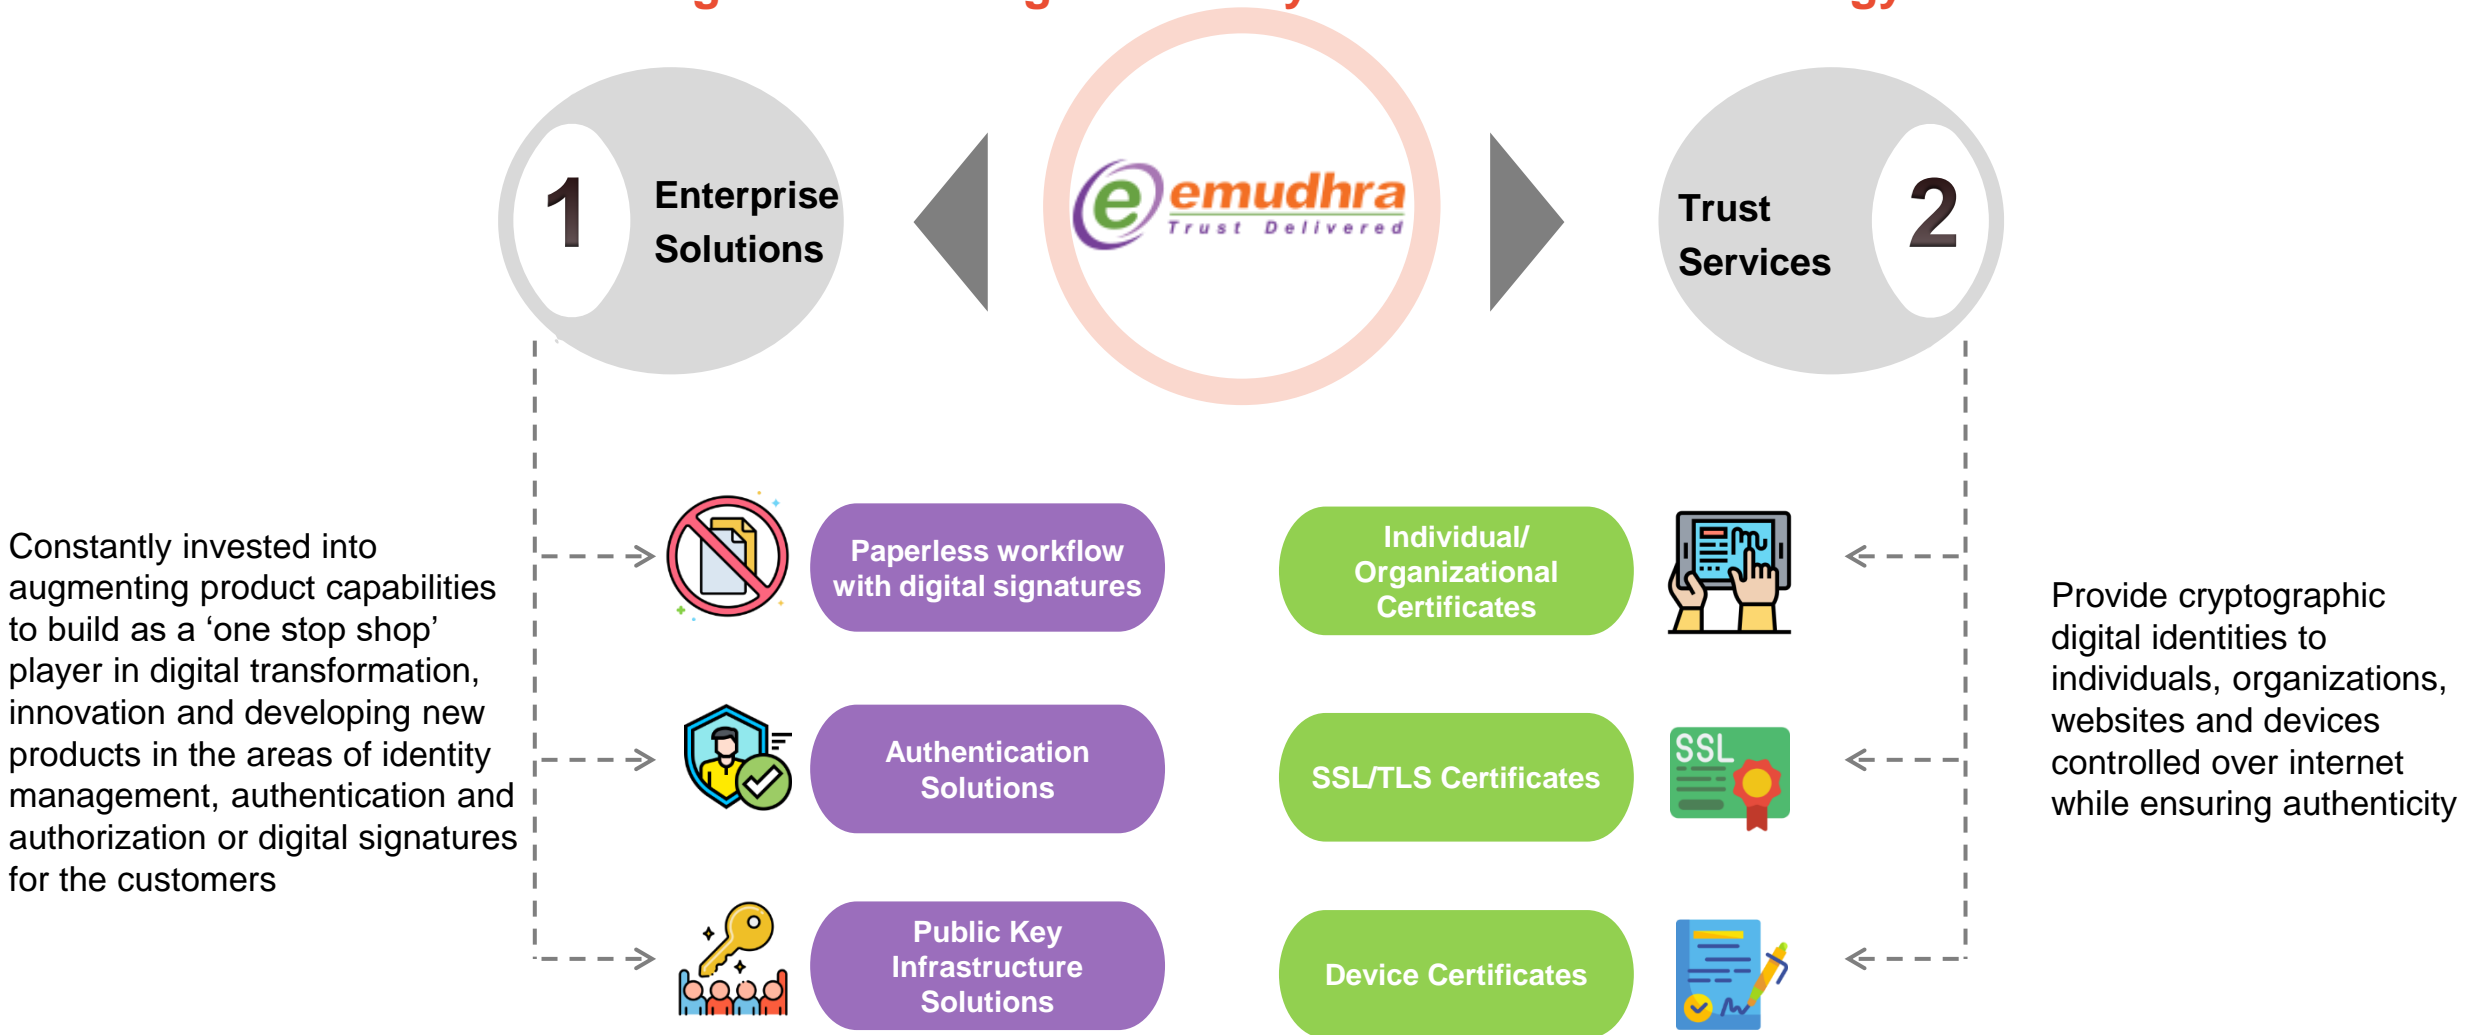 1
Enterprise
Solutions
emudhra
Trust Delivered
Trust
Services
2
Constantly invested into
augmenting product capabilities
to build as a ‘one stop shop’
player in digital transformation,
innovation and developing new
products in the areas of identity
management, authentication and
authorization or digital signatures
for the customers
Paperless workflow
with digital signatures
Authentication
Solutions
Public Key
Infrastructure
Solutions
Individual/
Organizational
Certificates
SSL/TLS Certificates
SSL
Device Certificates
Provide cryptographic
digital identities to
individuals, organizations,
websites and devices
controlled over internet
while ensuring authenticity